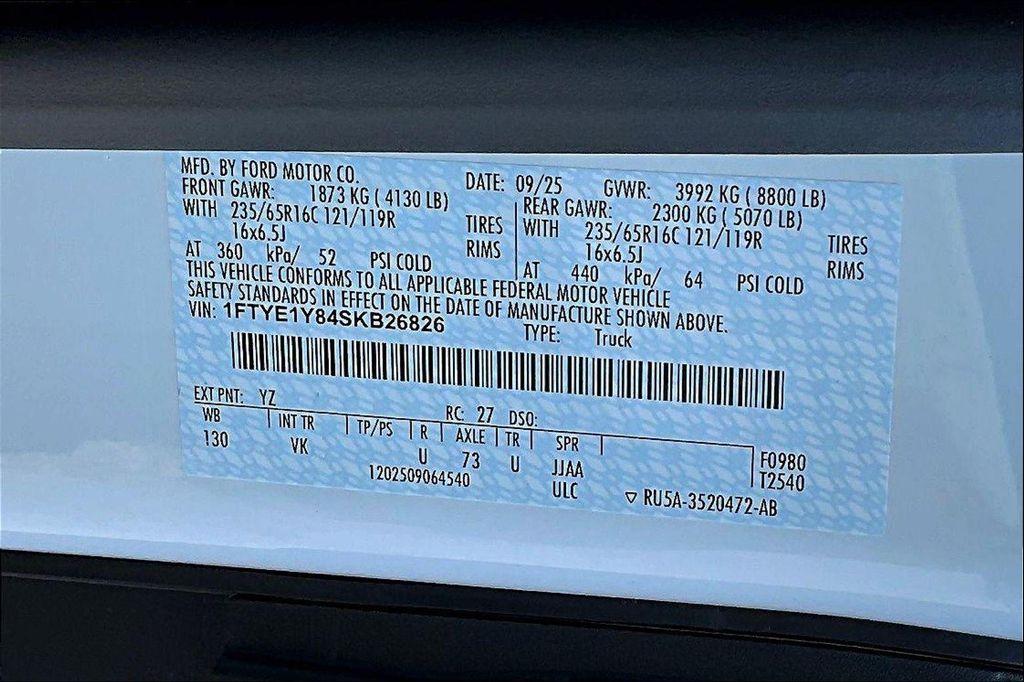 MFD. BY FORD MOTOR CO.
DATE: 09/25 GVWR: 3992 KG ( 8800 LB)
FRONT GAWR: 1873 KG ( 4130 LB)
WITH 235/65R16C 121/119R TIRES
16x6.5J RIMS
AT 360 kPa/ 52 PSI COLD
REAR GAWR: 2300 KG ( 5070 LB)
WITH 235/65R16C 121/119R TIRES
16x6.5J RIMS
AT 440 kPa/ 64 PSI COLD
THIS VEHICLE CONFORMS TO ALL APPLICABLE FEDERAL MOTOR VEHICLE
SAFETY STANDARDS IN EFFECT ON THE DATE OF MANUFACTURE SHOWN ABOVE.
VIN: 1FTYE1Y84SKB26826
TYPE: Truck
EXT PNT: YZ RC: 27 DSO:
WB INT TR TP/PS R AXLE TR SPR
130 VK U 73 U JJAA
F0980
T2540
1202509064540 ULC
▽ RU5A-3520472-AB